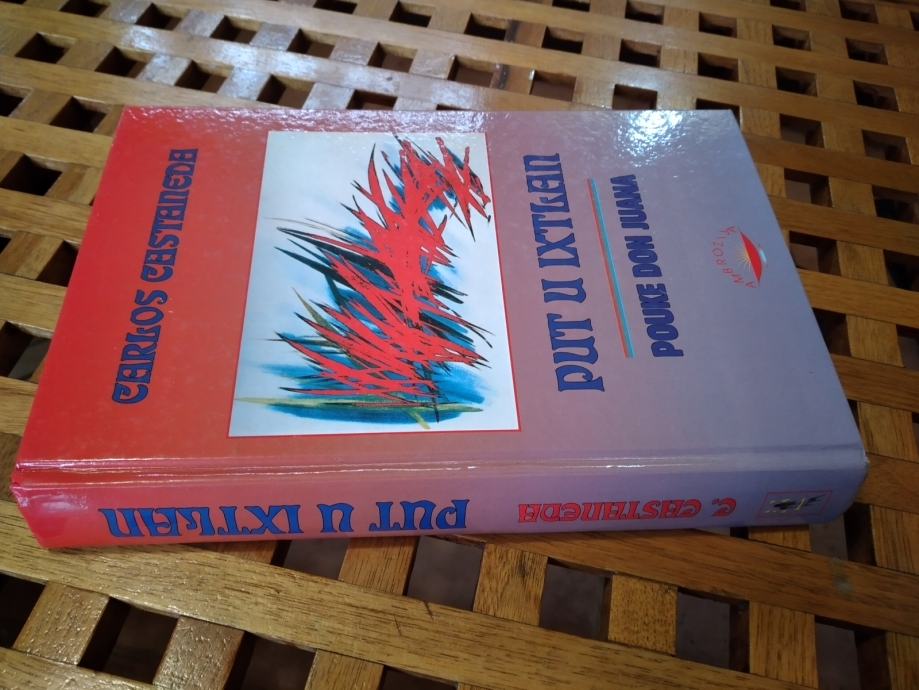 CARLOS CASTANEDA
PUT U IXTLAN
POUKE DON JUANA
AMBROZIJA
PUT U IXTLAN
C. CASTANEDA